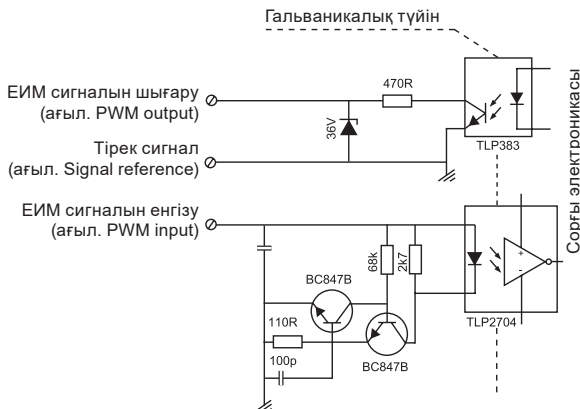 Гальваникалық түйін
ЕИМ сигналын шығару
(ағыл. PWM output)
470R
36V
TLP383
Тірек сигнал
(ағыл. Signal reference)
Сорғы электроникасы
ЕИМ сигналын енгізу
(ағыл. PWM input)
68k
2k7
+
-
BC847B
TLP2704
110R
100p
BC847B